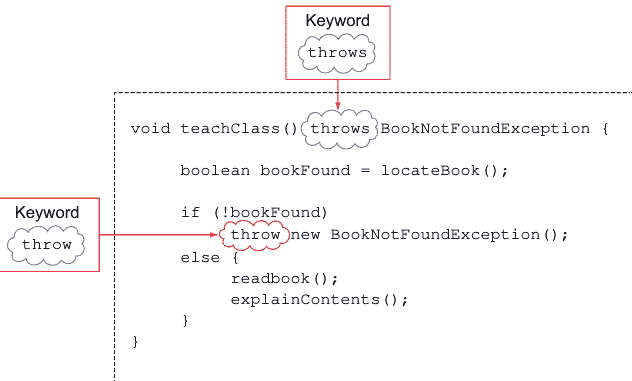 Keyword
throws
void teachClass() throws BookNotFoundException {
boolean bookFound = locateBook();
if (!bookFound)
Keyword
throw
throw new BookNotFoundException();
else {
readbook();
explainContents();
}
}